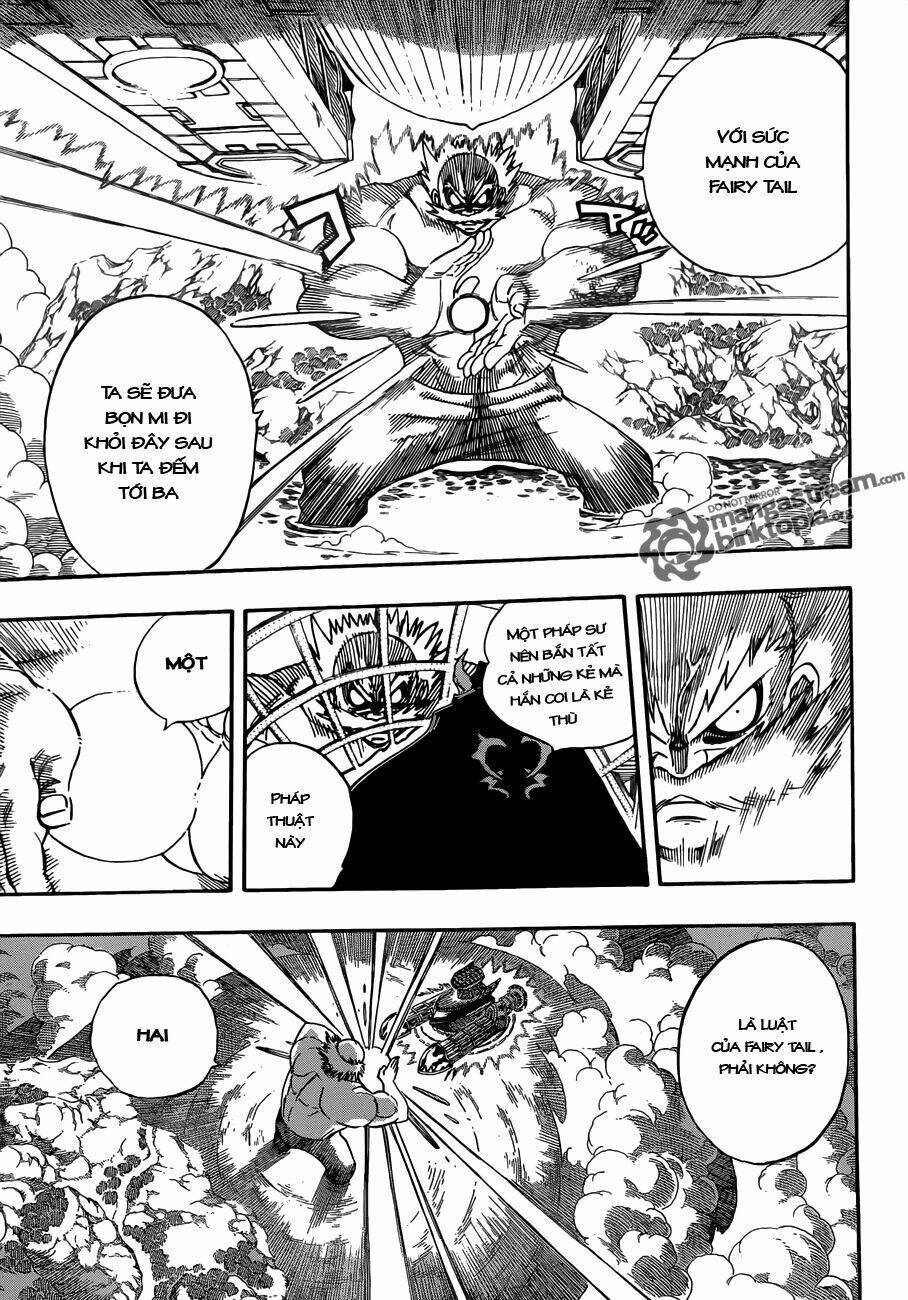 VỚI SỨC
MẠNH CỦA
FAIRY TAIL
TA SẼ ĐƯA
BỌN MI ĐI
KHỎI ĐÂY SAU
KHI TA ĐẾM
TỚI BA
DO NOT MIRROR
mangastream.com
binktopia.org
MỘT PHÁP SƯ
NÊN BẮN TẤT
CẢ NHỮNG KẺ MÀ
HẮN COI LÀ KẺ
THÙ
PHÁP
THUẬT
NÀY
MỘT
LÀ LUẬT
CỦA FAIRY TAIL ,
PHẢI KHÔNG?
HAI